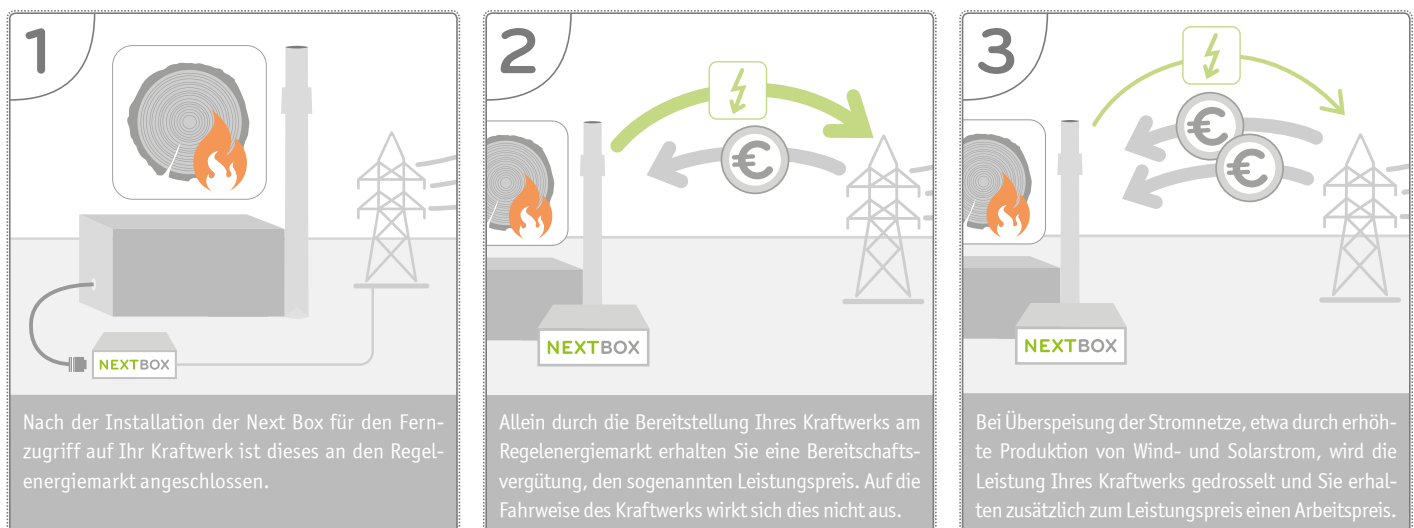 1
NEXTBOX
Nach der Installation der Next Box für den Fern-
zugriff auf Ihr Kraftwerk ist dieses an den Regel-
energiemarkt angeschlossen.
2
€
NEXTBOX
Allein durch die Bereitstellung Ihres Kraftwerks am
Regelenergiemarkt erhalten Sie eine Bereitschafts-
vergütung, den sogenannten Leistungspreis. Auf die
Fahrweise des Kraftwerks wirkt sich dies nicht aus.
3
€
€
NEXTBOX
Bei Überspeisung der Stromnetze, etwa durch erhöh-
te Produktion von Wind- und Solarstrom, wird die
Leistung Ihres Kraftwerks gedrosselt und Sie erhal-
ten zusätzlich zum Leistungspreis einen Arbeitspreis.